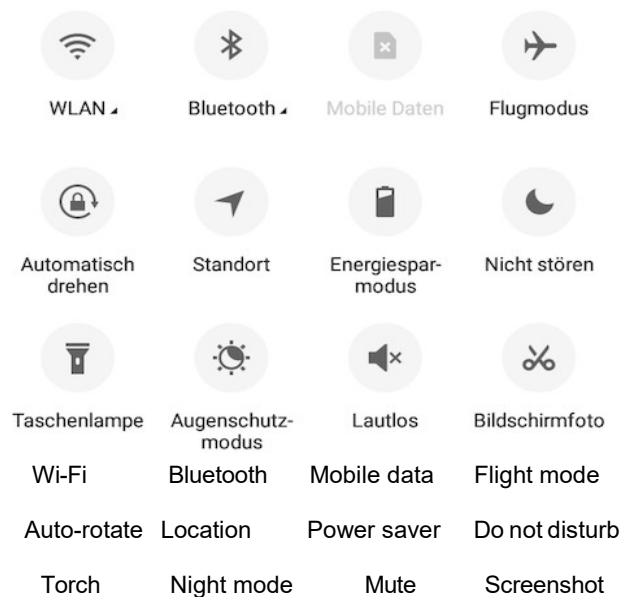 WLAN Bluetooth Mobile Daten Flugmodus
Automatisch drehen Standort Energiespar-modus Nicht stören
Taschenlampe Augenschutz-modus Lautlos Bildschirmfoto
Wi-Fi Bluetooth Mobile data Flight mode
Auto-rotate Location Power saver Do not disturb
Torch Night mode Mute Screenshot